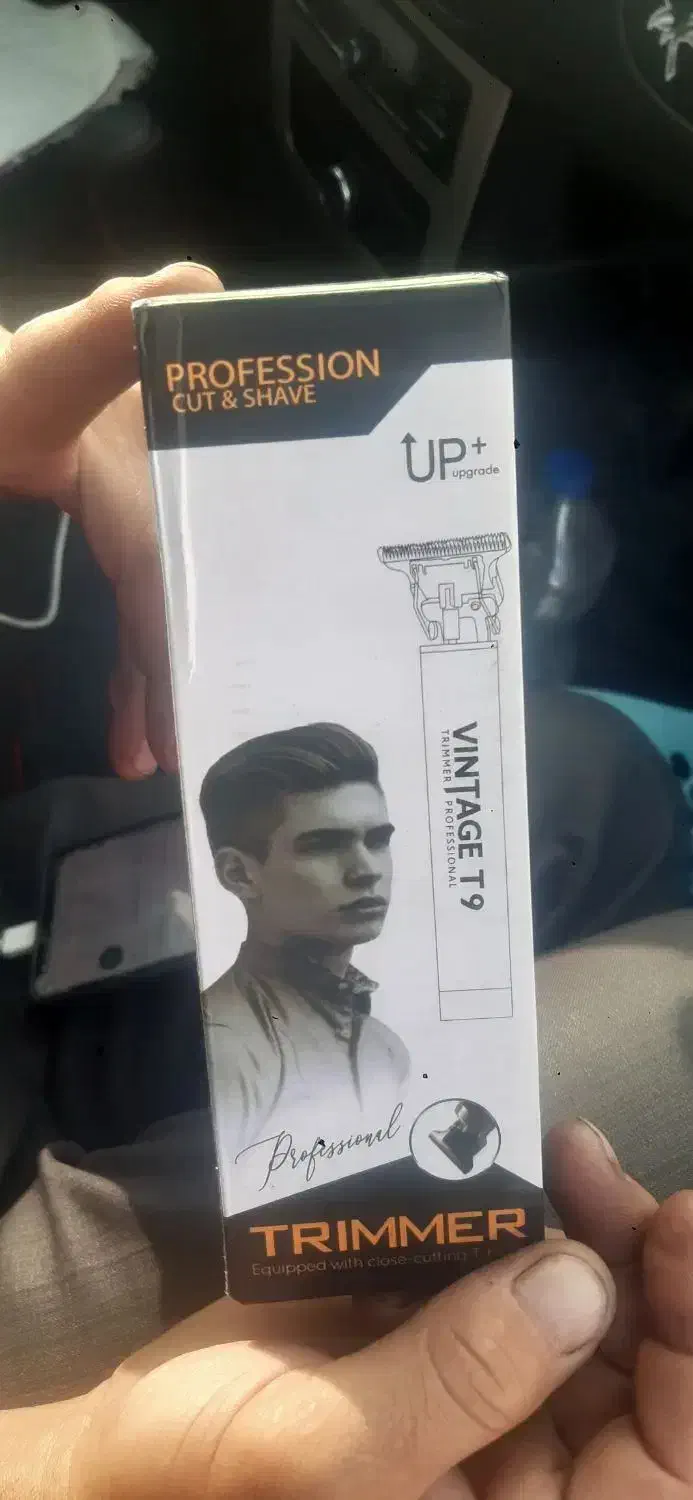 PROFESSION
CUT & SHAVE
UP+
upgrade
VINTAGE T9
TRIMMER PROFESSIONAL
Professional
TRIMMER
Equipped with close-cutting T